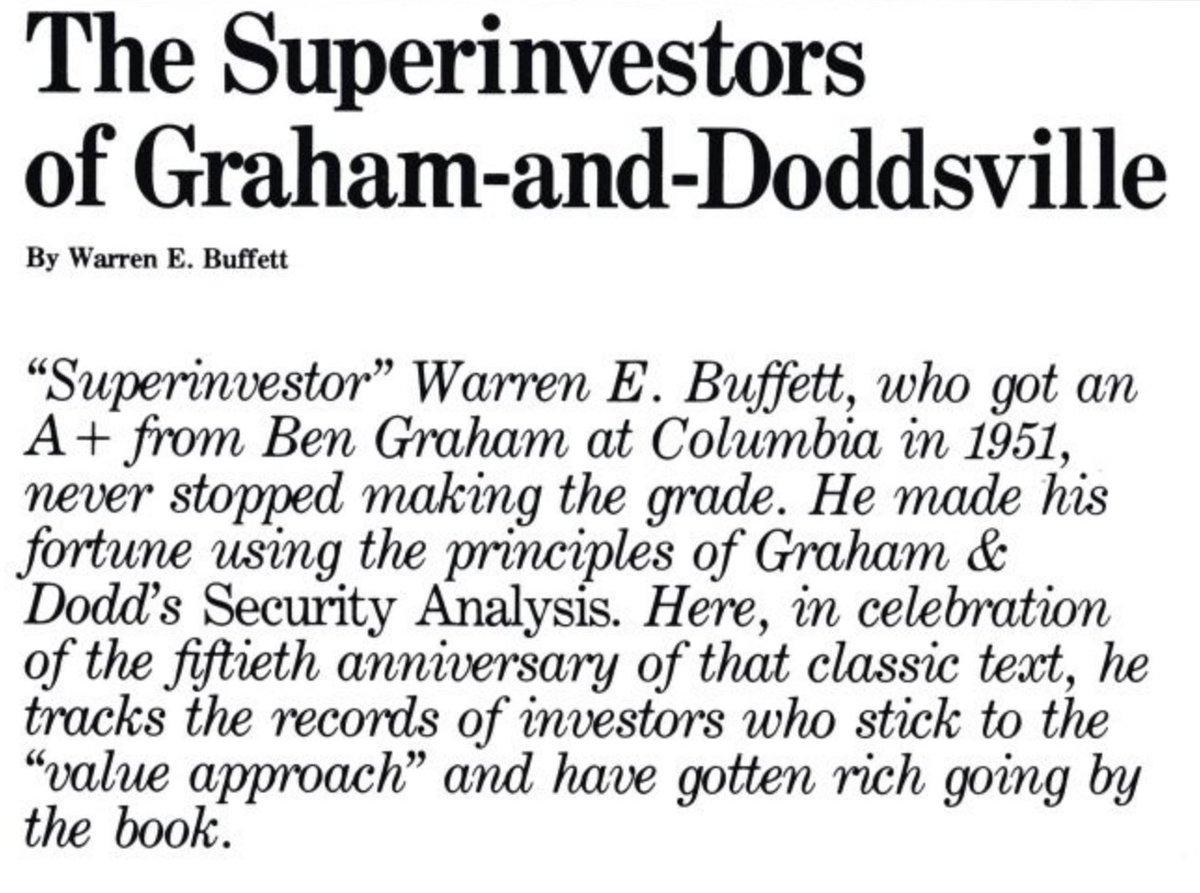 The Superinvestors
of Graham-and-Doddsville
By Warren E. Buffett
“Superinvestor” Warren E. Buffett, who got an
A+ from Ben Graham at Columbia in 1951,
never stopped making the grade. He made his
fortune using the principles of Graham &
Dodd’s Security Analysis. Here, in celebration
of the fiftieth anniversary of that classic text, he
tracks the records of investors who stick to the
“value approach” and have gotten rich going by
the book.